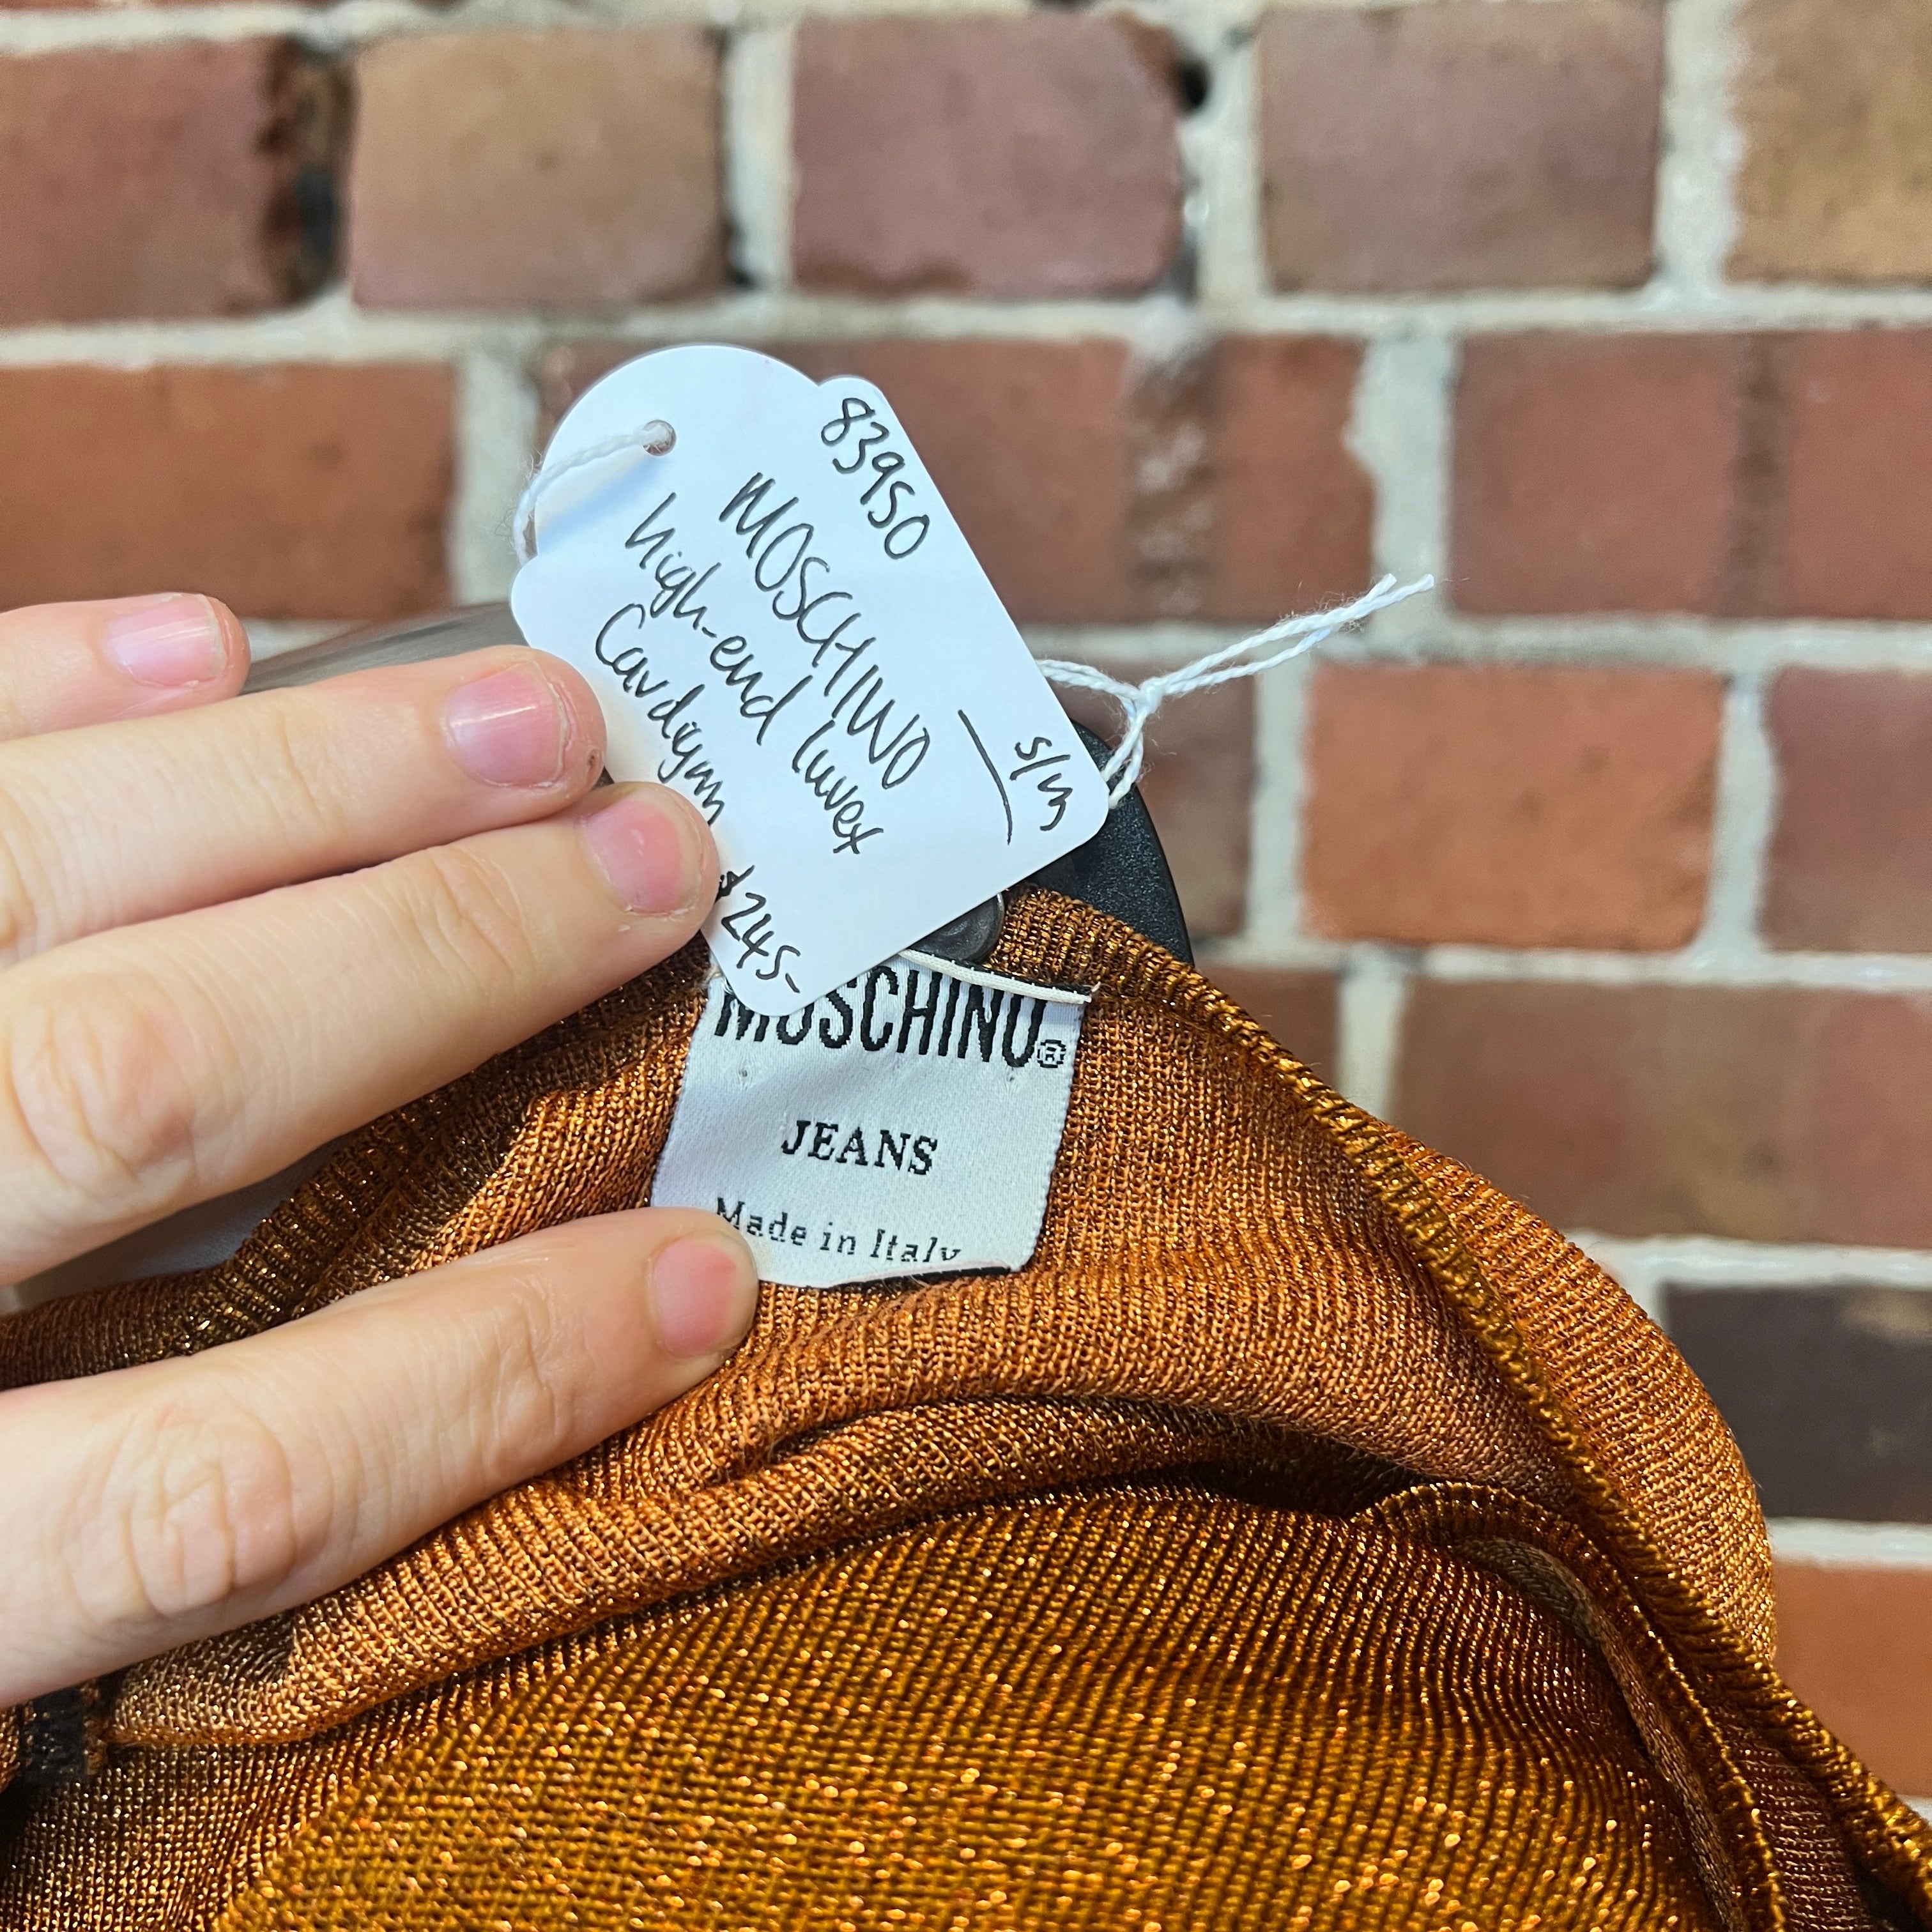 83950
MOSCHINO
high-end lurex
Cardigan
$245-
S/M
MOSCHINO®
JEANS
Made in Italy